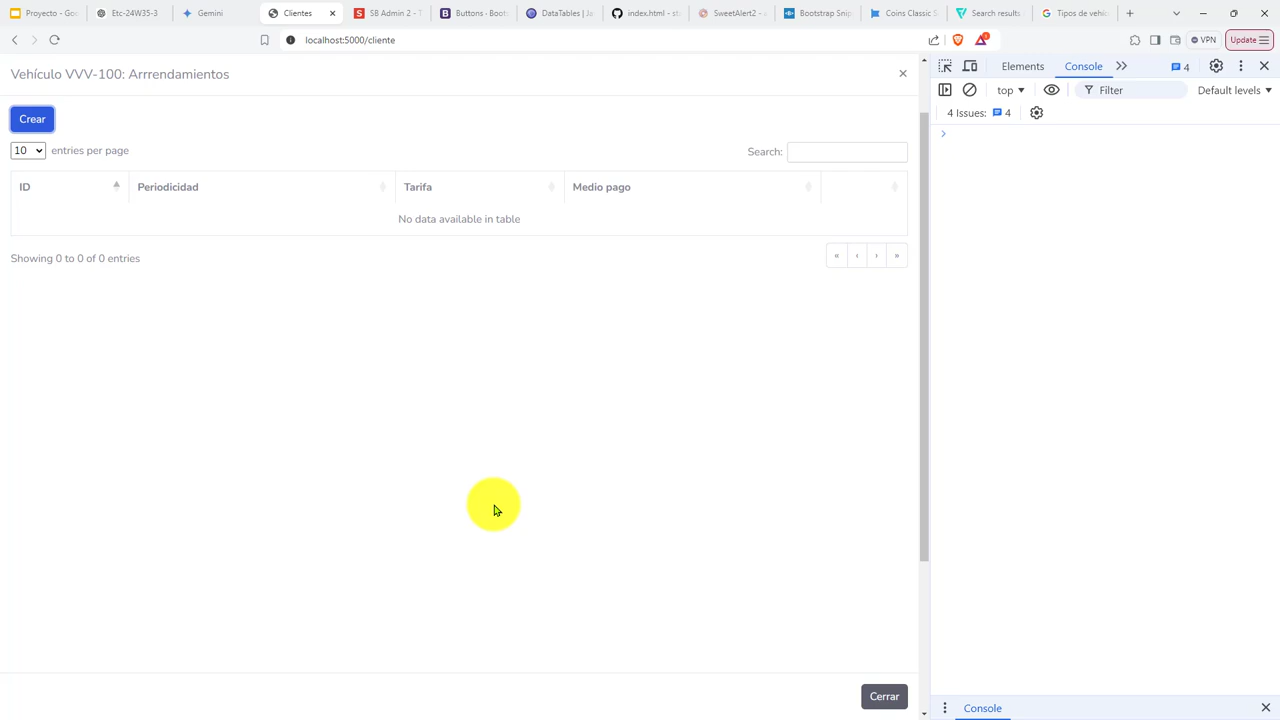 Proyecto - Goo
Etc-24W35-3
Gemini
Clientes
SB Admin 2 - T
Buttons - Boots
DataTables | Ja
index.html - st
SweetAlert2 - a
Bootstrap Snip
Coins Classic S
Search results
Tipos de vehíc
localhost:5000/cliente
VPN
Update
Vehículo VVV-100: Arrrendamientos
Elements
Console
4
Crear
top
Filter
Default levels
4 Issues:
4
10
entries per page
Search:
ID
Periodicidad
Tarifa
Medio pago
No data available in table
Showing 0 to 0 of 0 entries
« ‹ › »
Cerrar
Console